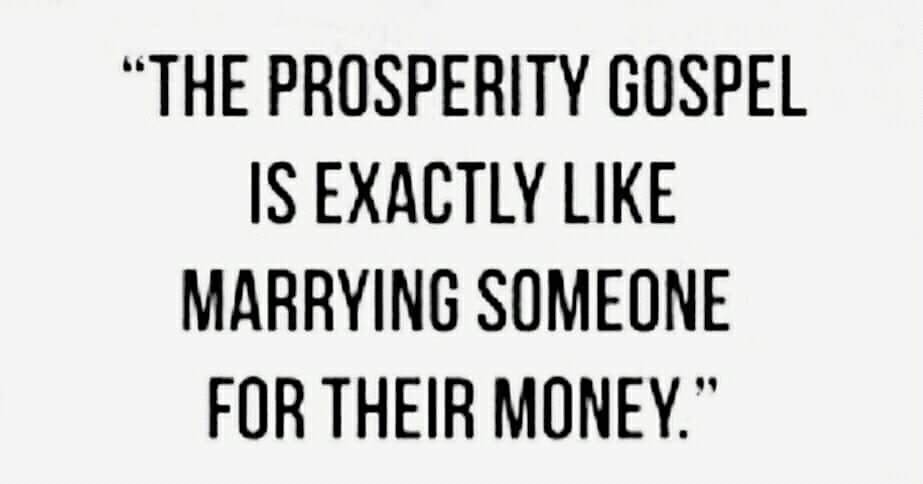 “THE PROSPERITY GOSPEL
IS EXACTLY LIKE
MARRYING SOMEONE
FOR THEIR MONEY.”